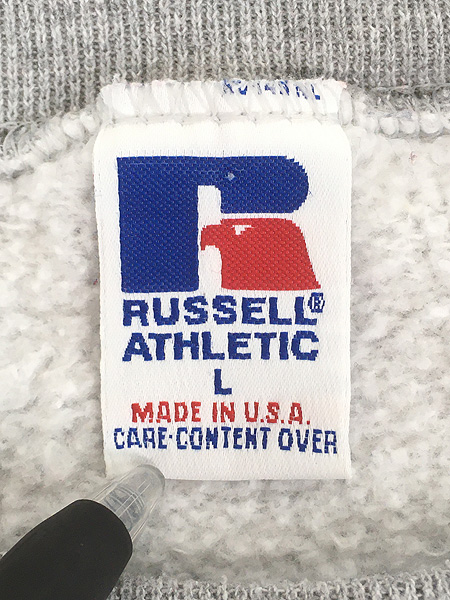 RUSSELL®
ATHLETIC
L
MADE IN U.S.A.
CARE·CONTENT OVER